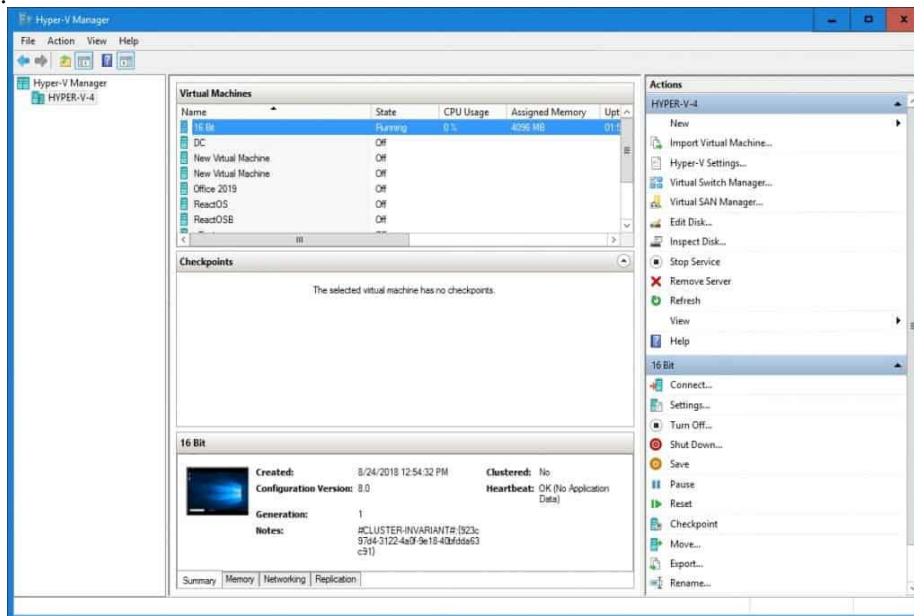 .
Hyper-V Manager
File Action View Help
Hyper-V Manager
HYPER-V-4
Virtual Machines
Name State CPU Usage Assigned Memory Upt
16 Bit Running 0 % 4096 MB
DC Off
New Virtual Machine Off
New Virtual Machine Off
Office 2019 Off
ReactOS Off
ReactOSB Off
Checkpoints
The selected virtual machine has no checkpoints.
16 Bit
Created: 8/24/2018 12:54:32 PM Clustered: No
Configuration Version: 8.0 Heartbeat: OK (No Application
Data)
Generation: 1
Notes: #CLUSTER-INVARIANT#:{923c
97d4-3122-4a0f-9e18-40bfdda63
c91}
Summary Memory Networking Replication
Actions
HYPER-V-4
New
Import Virtual Machine...
Hyper-V Settings...
Virtual Switch Manager...
Virtual SAN Manager...
Edit Disk...
Inspect Disk...
Stop Service
Remove Server
Refresh
View
Help
16 Bit
Connect...
Settings...
Turn Off...
Shut Down...
Save
Pause
Reset
Checkpoint
Move...
Export...
Rename...